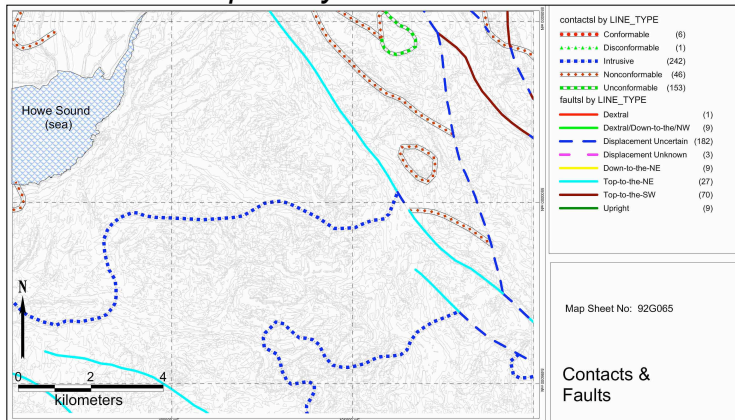 Howe Sound
(sea)
N
0 2 4
kilometers
contactsl by LINE_TYPE
Conformable (6)
Disconformable (1)
Intrusive (242)
Nonconformable (46)
Unconformable (153)
faultsl by LINE_TYPE
Dextral (1)
Dextral/Down-to-the/NW (9)
Displacement Uncertain (182)
Displacement Unknown (3)
Down-to-the-NE (9)
Top-to-the-NE (27)
Top-to-the-SW (70)
Upright (9)
Map Sheet No: 92G065
Contacts &
Faults